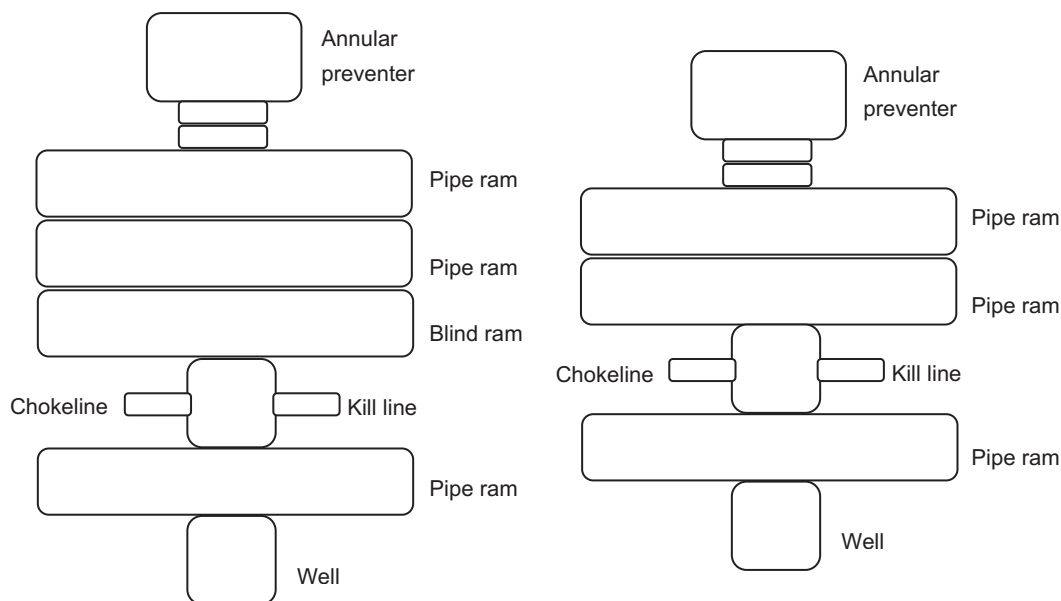 Annular
preventer
Pipe ram
Pipe ram
Blind ram
Chokeline
Kill line
Pipe ram
Well
Annular
preventer
Pipe ram
Pipe ram
Chokeline
Kill line
Pipe ram
Well